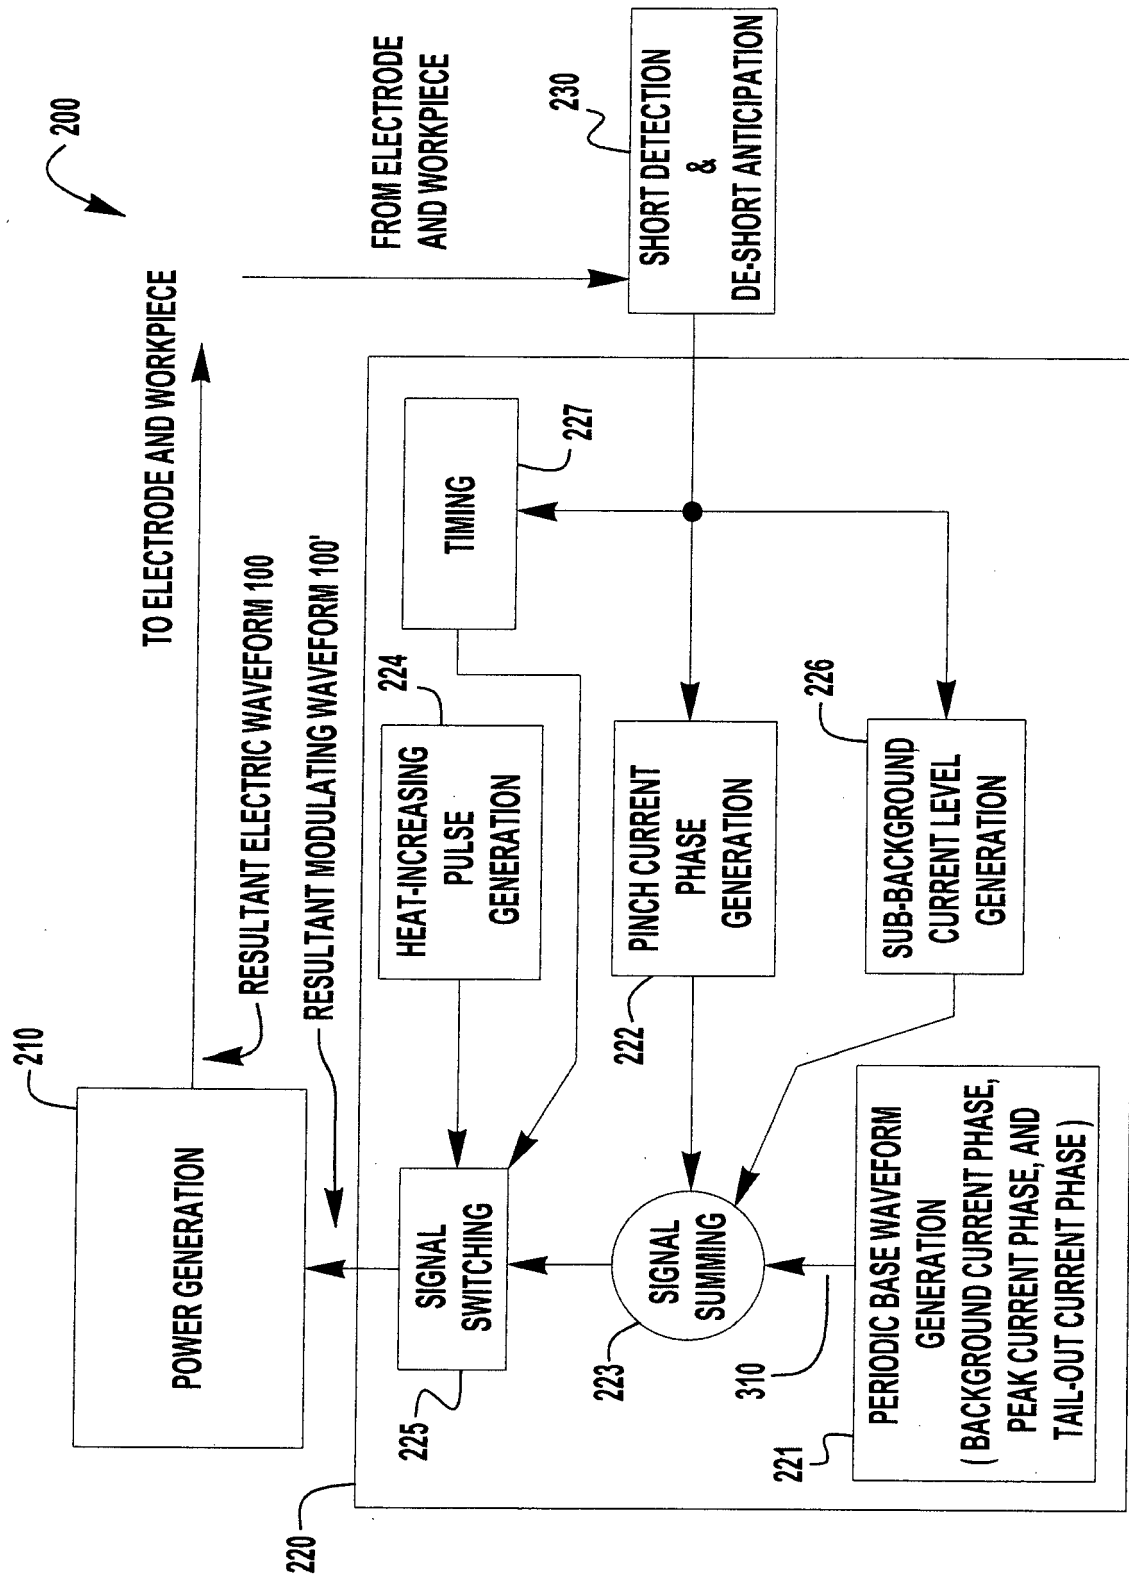 200
210
POWER GENERATION
TO ELECTRODE AND WORKPIECE
RESULTANT ELECTRIC WAVEFORM 100
RESULTANT MODULATING WAVEFORM 100'
FROM ELECTRODE
AND WORKPIECE
220
225
SIGNAL
SWITCHING
224
HEAT-INCREASING
PULSE
GENERATION
TIMING
227
230
SHORT DETECTION
&
DE-SHORT ANTICIPATION
223
SIGNAL
SUMMING
222
PINCH CURRENT
PHASE
GENERATION
310
221
PERIODIC BASE WAVEFORM
GENERATION
( BACKGROUND CURRENT PHASE,
PEAK CURRENT PHASE, AND
TAIL-OUT CURRENT PHASE )
226
SUB-BACKGROUND
CURRENT LEVEL
GENERATION